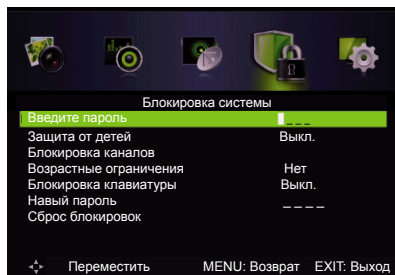 Блокировка системы
Введите пароль _ _ _
Защита от детей Выкл.
Блокировка каналов
Возрастные ограничения Нет
Блокировка клавиатуры Выкл.
Навый пароль _ _ _ _
Сброс блокировок
Переместить MENU: Возврат EXIT: Выход